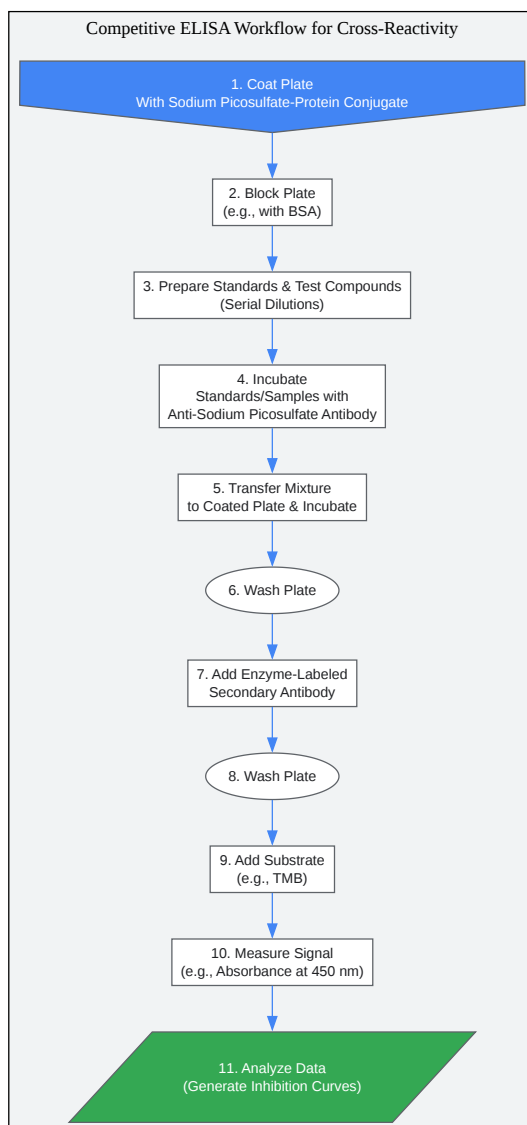 Competitive ELISA Workflow for Cross-Reactivity
1. Coat Plate
With Sodium Picosulfate-Protein Conjugate
2. Block Plate
(e.g., with BSA)
3. Prepare Standards & Test Compounds
(Serial Dilutions)
4. Incubate
Standards/Samples with
Anti-Sodium Picosulfate Antibody
5. Transfer Mixture
to Coated Plate & Incubate
6. Wash Plate
7. Add Enzyme-Labeled
Secondary Antibody
8. Wash Plate
9. Add Substrate
(e.g., TMB)
10. Measure Signal
(e.g., Absorbance at 450 nm)
11. Analyze Data
(Generate Inhibition Curves)